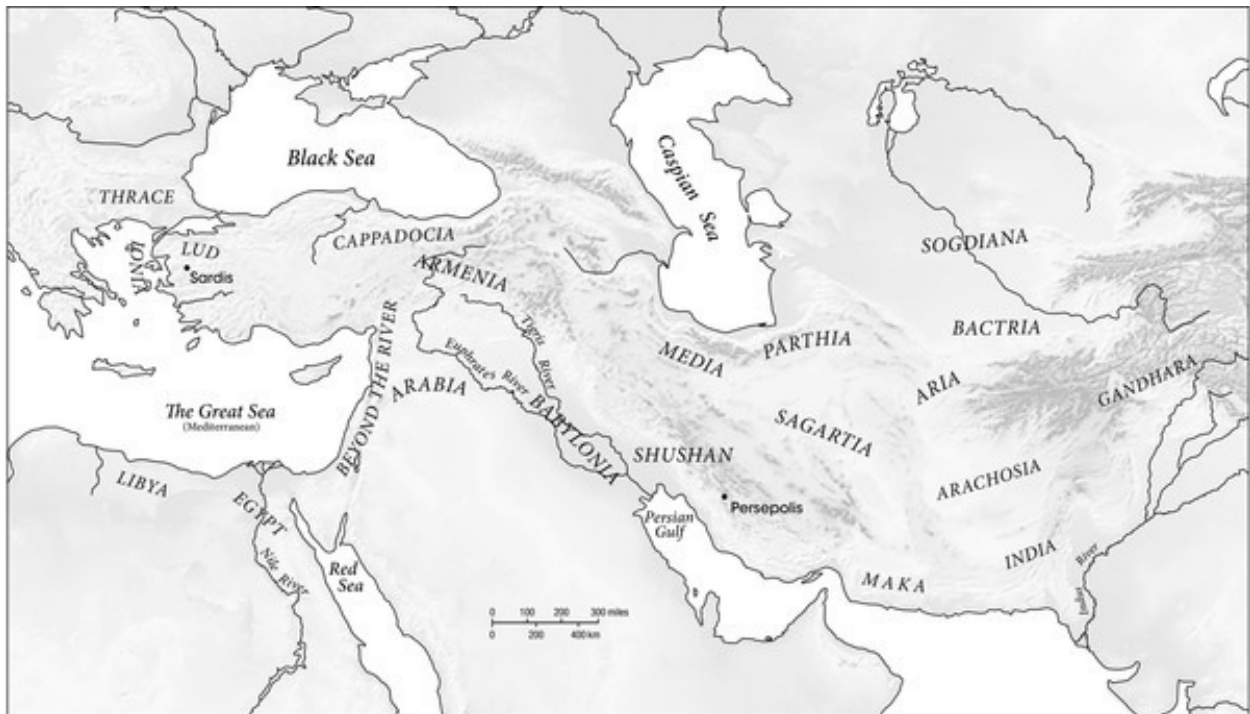 Black Sea
Caspian Sea
THRACE
IONIA
LUD
Sardis
CAPPADOCIA
ARMENIA
SOGDIANA
BACTRIA
PARTHIA
MEDIA
Tigris River
Euphrates River
BEYOND THE RIVER
ARABIA
BABYLONIA
ARIA
GANDHARA
The Great Sea
(Mediterranean)
SAGARTIA
SHUSHAN
LIBYA
EGYPT
ARACHOSIA
Persepolis
Persian
Gulf
Nile River
Red
Sea
MAKA
INDIA
Indus River
0 100 200 300 miles
0 200 400 km